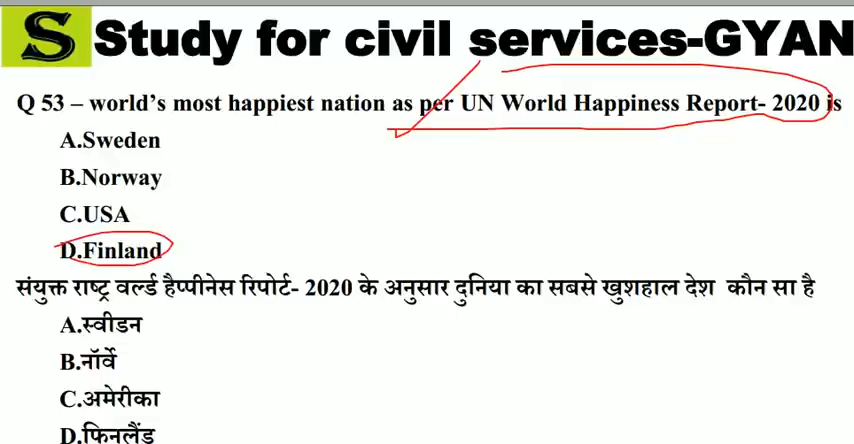 S Study for civil services-GYAN
Q 53 – world’s most happiest nation as per UN World Happiness Report- 2020 is
A.Sweden
B.Norway
C.USA
D.Finland
संयुक्त राष्ट्र वर्ल्ड हैप्पीनेस रिपोर्ट- 2020 के अनुसार दुनिया का सबसे खुशहाल देश कौन सा है
A.स्वीडन
B.नॉर्वे
C.अमेरीका
D.फिनलैंड